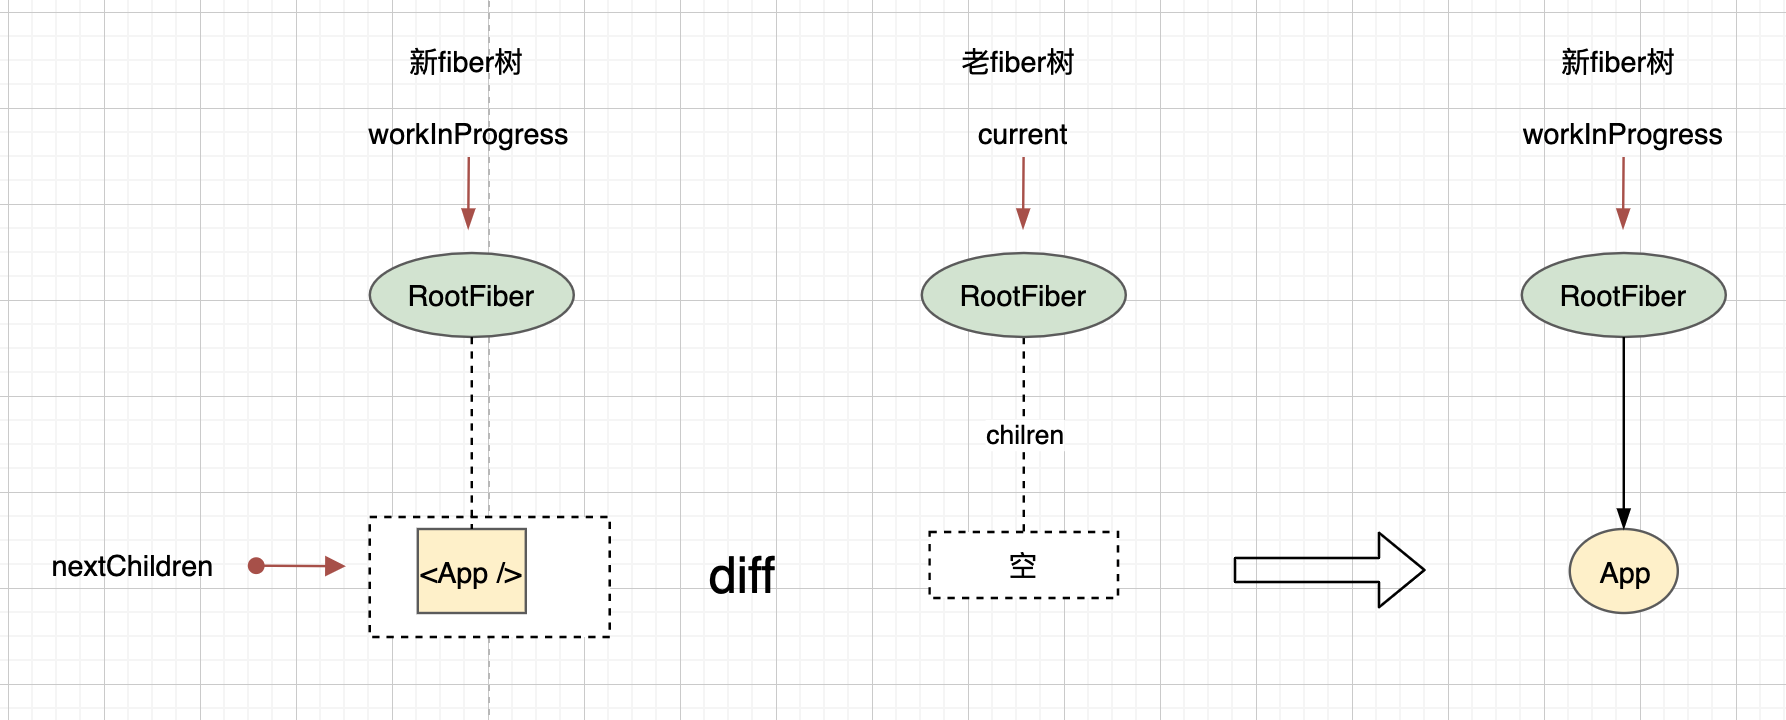 新fiber树
老fiber树
新fiber树
workInProgress
current
workInProgress
RootFiber
RootFiber
RootFiber
chilren
nextChildren
<App />
diff
空
App